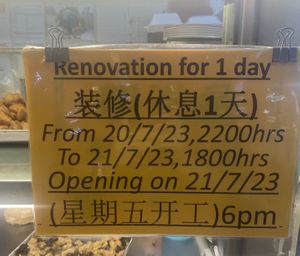 Renovation for 1 day
装修(休息1天)
From 20/7/23,2200hrs
To 21/7/23,1800hrs
Opening on 21/7/23
(星期五开工)6pm